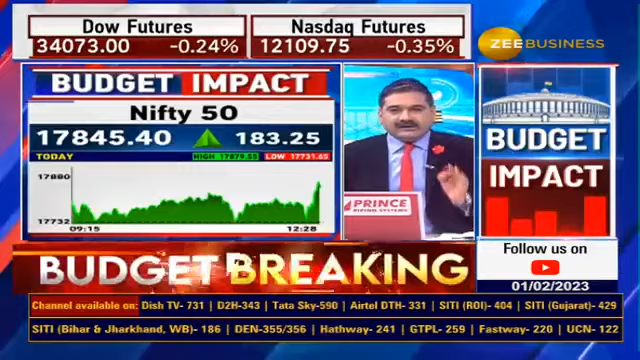 Dow Futures
34073.00 -0.24%
Nasdaq Futures
12109.75 -0.35%
ZEE BUSINESS
BUDGET IMPACT
Nifty 50
17845.40 183.25
TODAY HIGH 17879.55 LOW 17731.65
17880
17732
09:15 12:28
PRINCE
PIPING SYSTEMS
BUDGET
IMPACT
BUDGET BREAKING
Follow us on
01/02/2023
Channel available on: Dish TV- 731 | D2H-343 | Tata Sky-590 | Airtel DTH- 331 | SITI (ROI)- 404 | SITI (Gujarat)- 429
SITI (Bihar & Jharkhand, WB)- 186 | DEN-355/356 | Hathway- 241 | GTPL- 259 | Fastway- 220 | UCN- 122